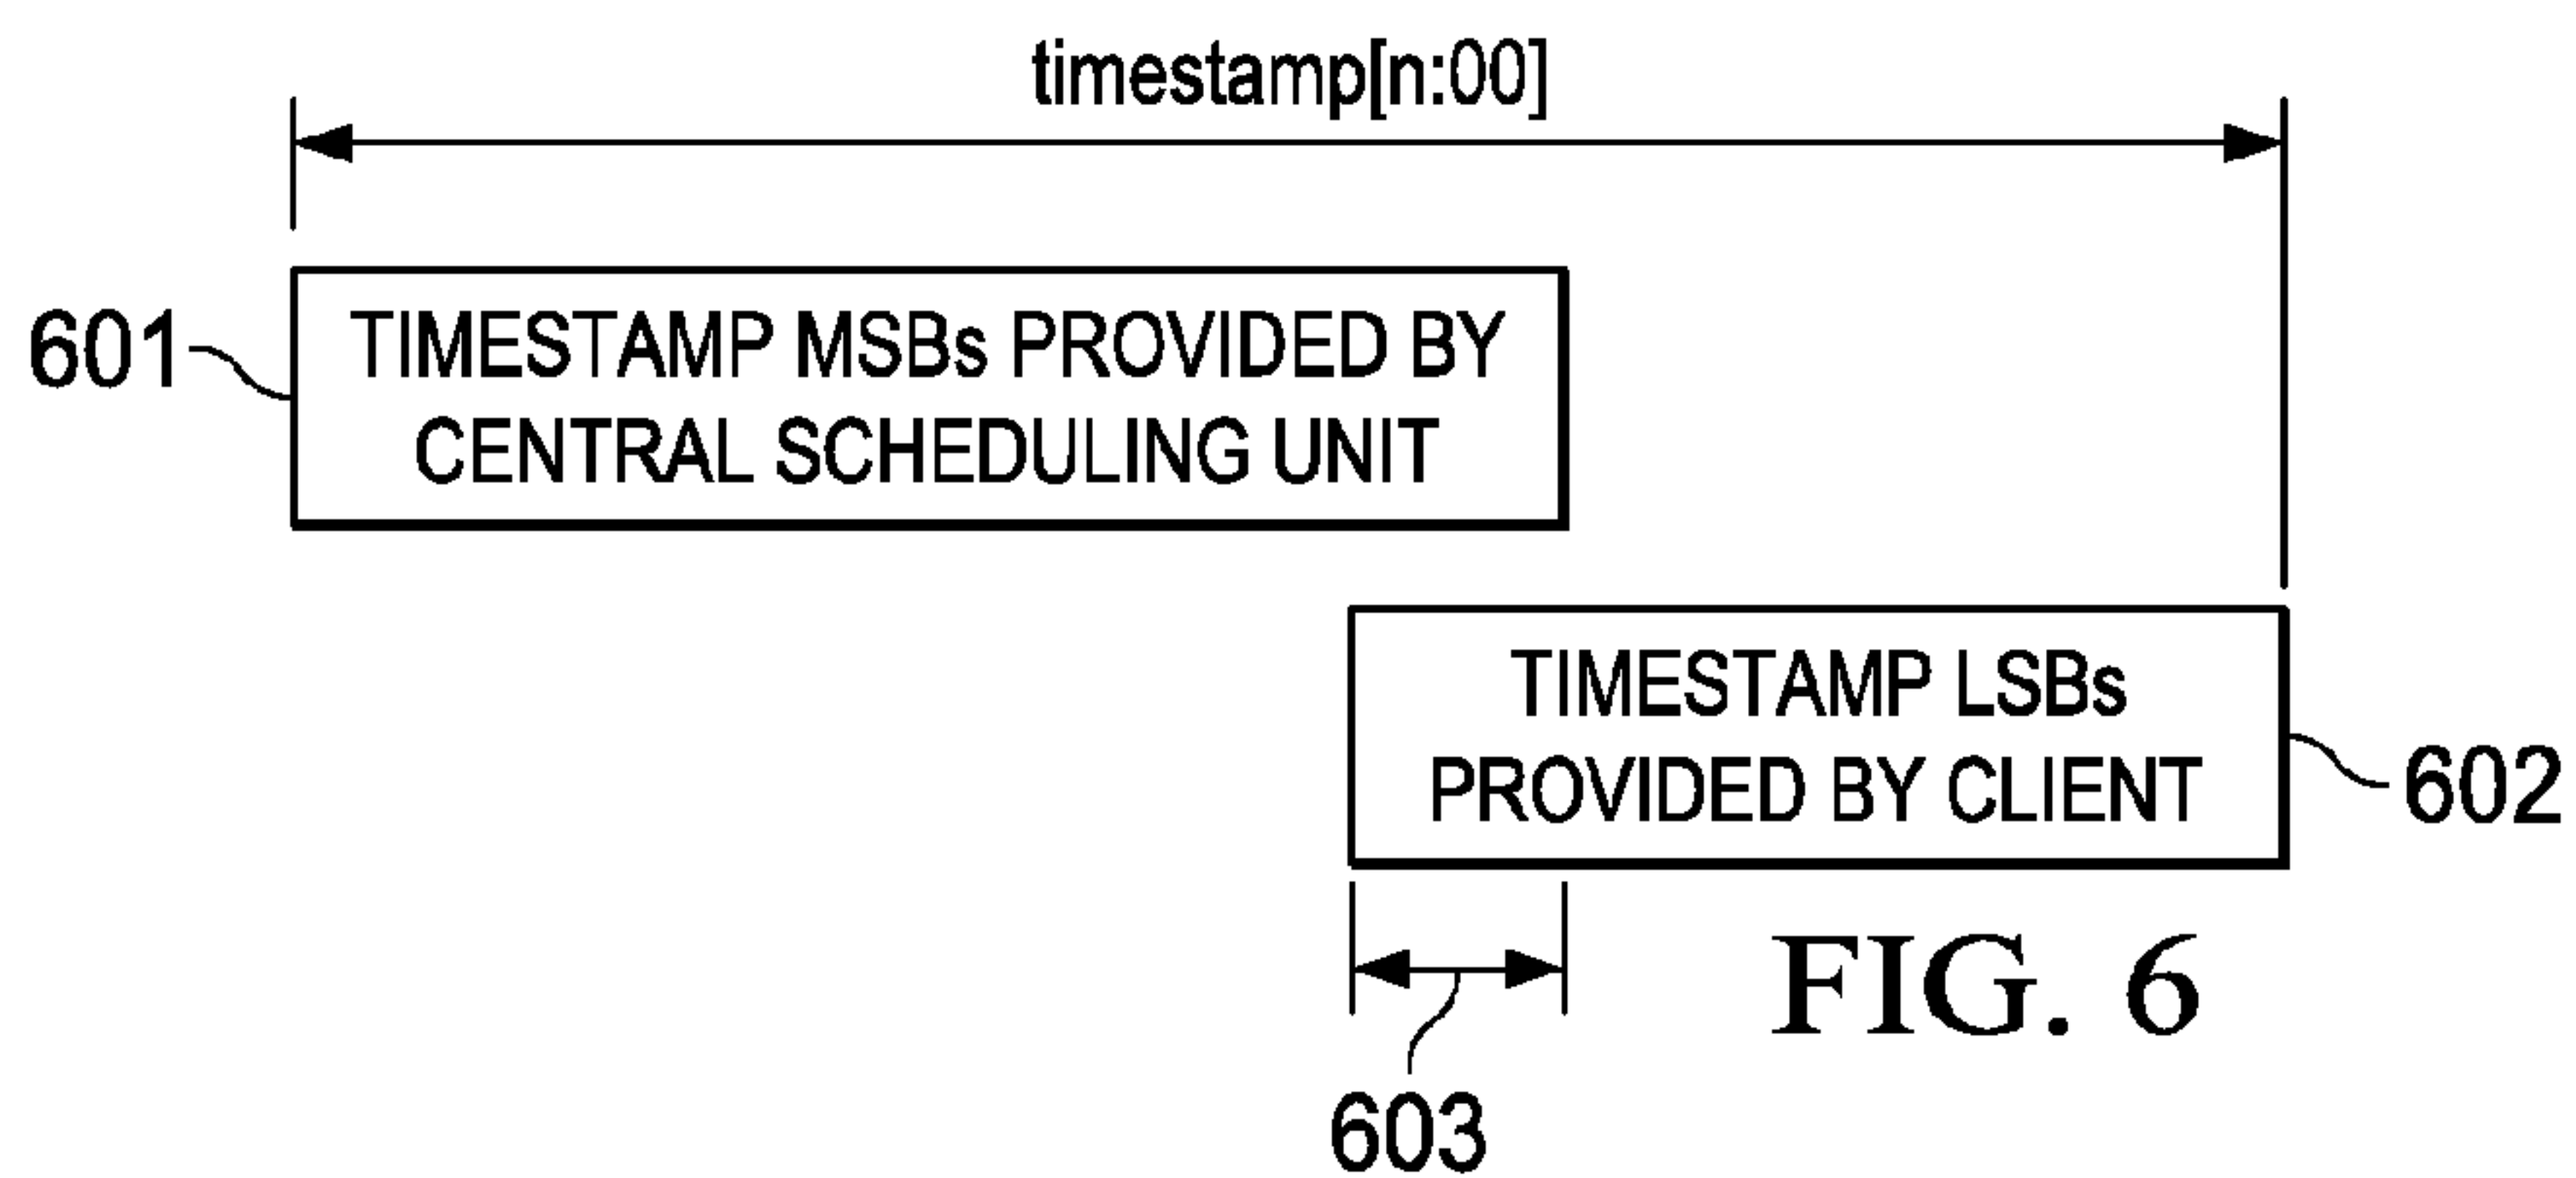 timestamp[n:00]
601
TIMESTAMP MSBs PROVIDED BY
CENTRAL SCHEDULING UNIT
TIMESTAMP LSBs
PROVIDED BY CLIENT
602
603
FIG. 6